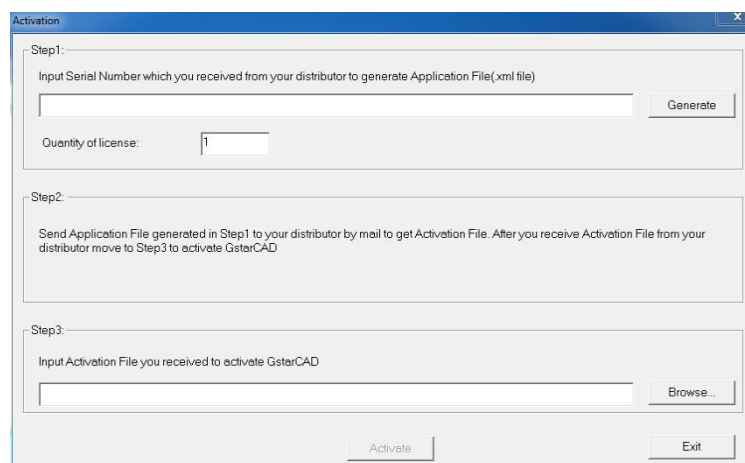 Activation
X
Step1:
Input Serial Number which you received from your distributor to generate Application File(.xml file)
Generate
Quantity of license:
1
Step2:
Send Application File generated in Step1 to your distributor by mail to get Activation File. After you receive Activation File from your
distributor move to Step3 to activate GstarCAD
Step3:
Input Activation File you received to activate GstarCAD
Browse...
Activate
Exit